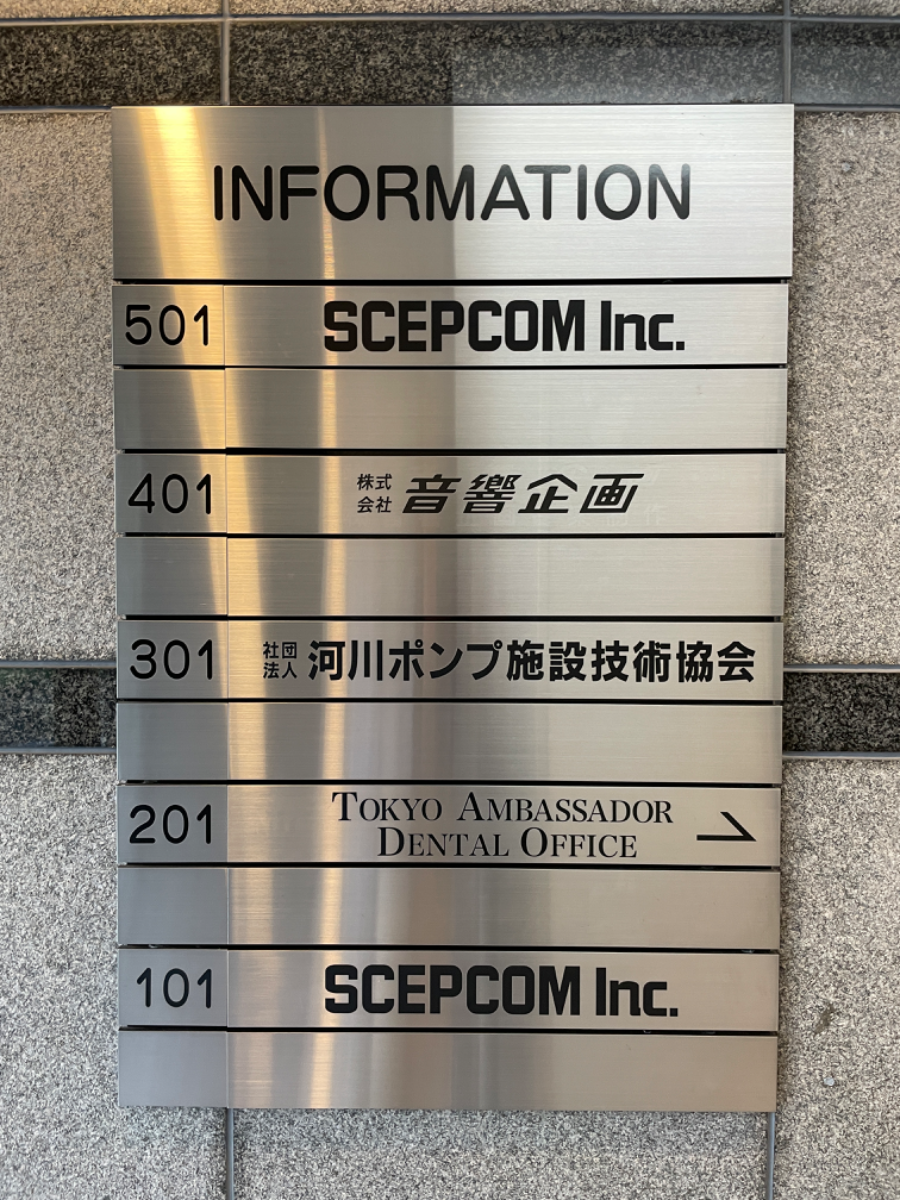 INFORMATION
501 SCEPCOM Inc.
401 株式会社 音響企画
301 社団法人 河川ポンプ施設技術協会
201 TOKYO AMBASSADOR
DENTAL OFFICE →
101 SCEPCOM Inc.